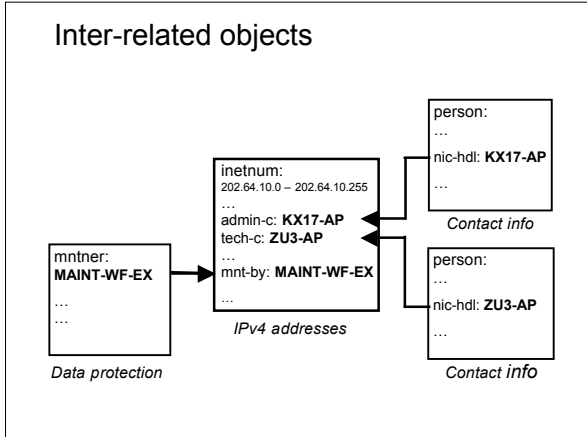 Inter-related objects
mntner:
MAINT-WF-EX
…
…
Data protection
inetnum:
202.64.10.0 – 202.64.10.255
…
admin-c: KX17-AP
tech-c: ZU3-AP
…
mnt-by: MAINT-WF-EX
...
IPv4 addresses
person:
…
nic-hdl: KX17-AP
…
Contact info
person:
…
nic-hdl: ZU3-AP
…
Contact info